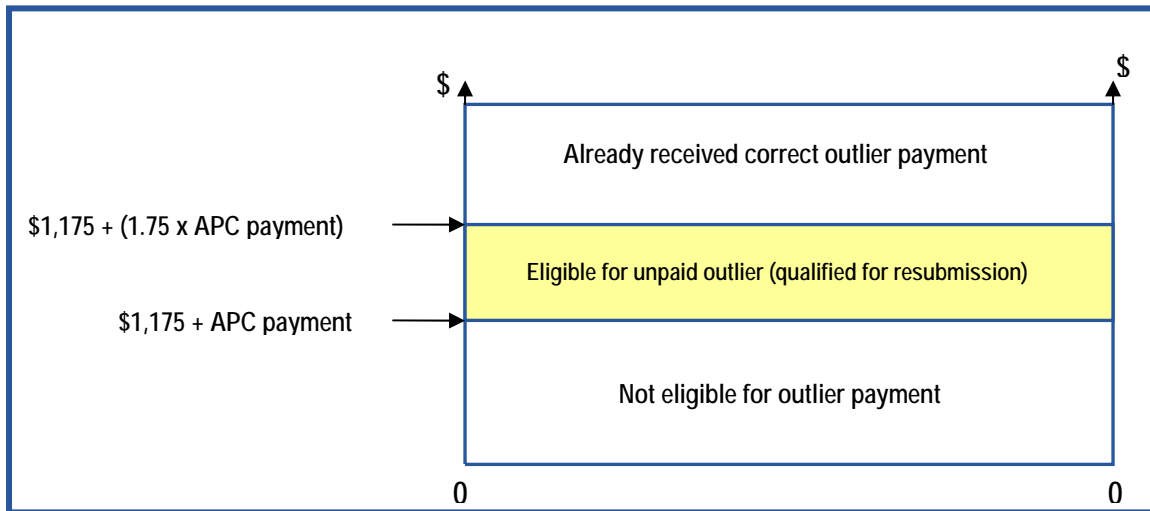 $
$
Already received correct outlier payment
$1,175 + (1.75 x APC payment)
Eligible for unpaid outlier (qualified for resubmission)
$1,175 + APC payment
Not eligible for outlier payment
0
0